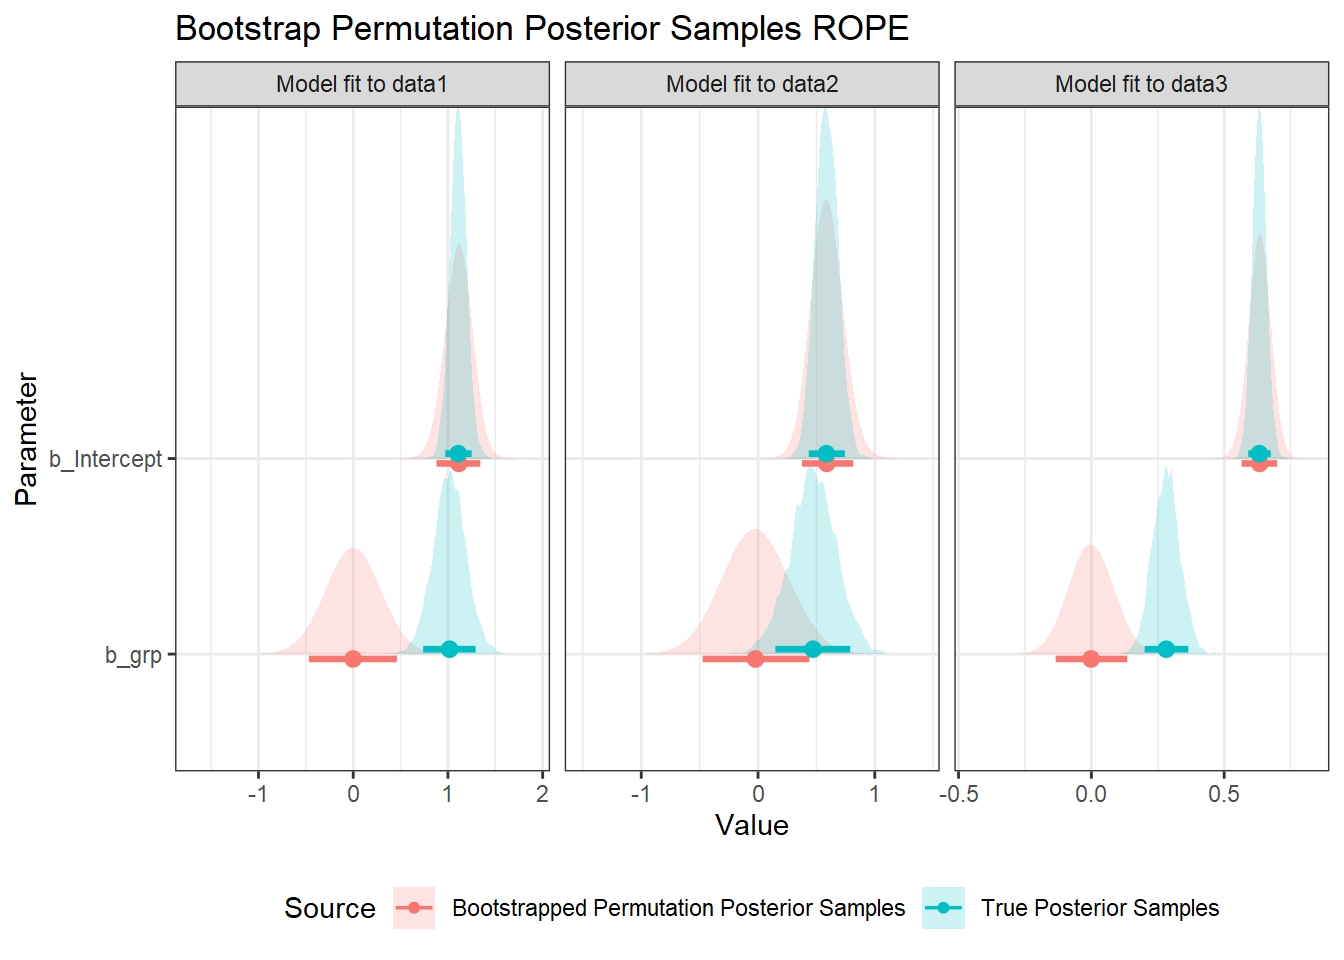 Bootstrap Permutation Posterior Samples ROPE
Model fit to data1
Model fit to data2
Model fit to data3
Parameter
b_Intercept
b_grp
-1 0 1 2
-1 0 1
-0.5 0.0 0.5
Value
Source
Bootstrapped Permutation Posterior Samples
True Posterior Samples